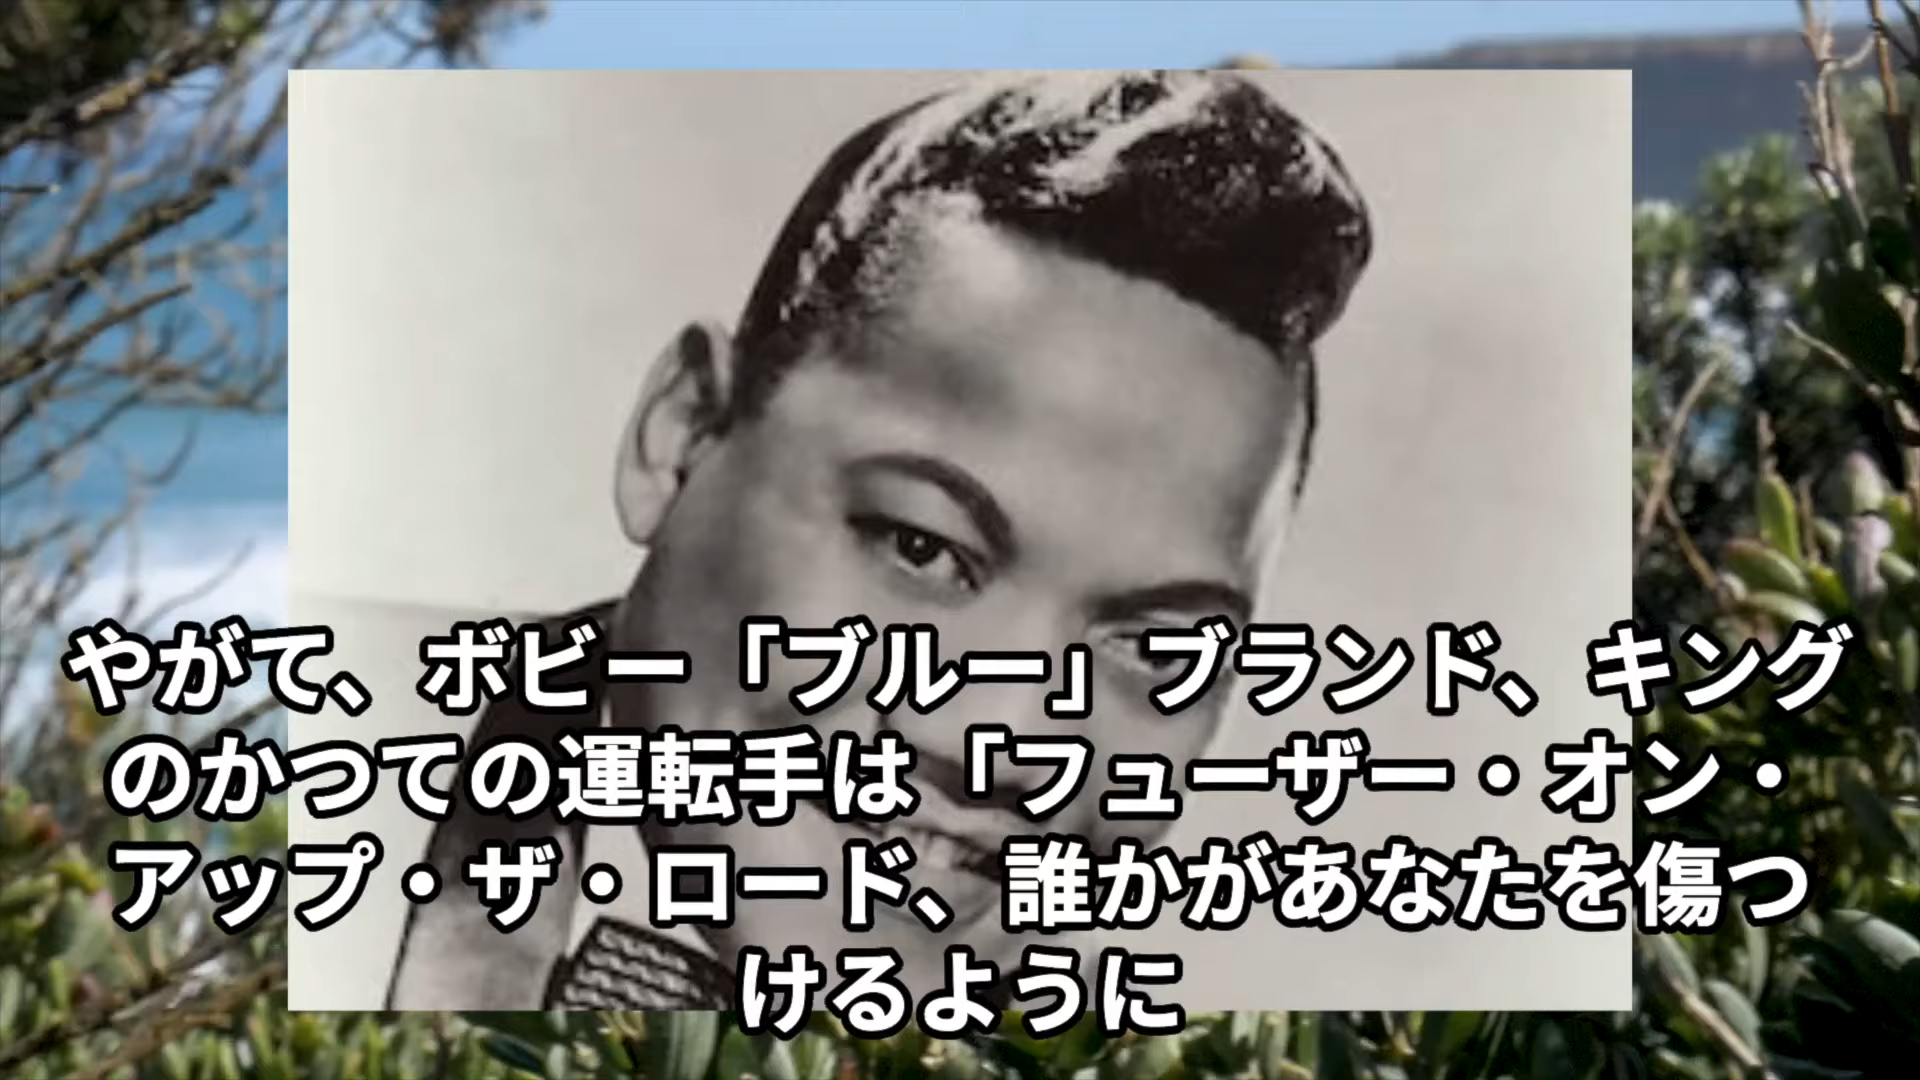 やがて、ボビー「ブルー」ブランド、キング
のかつての運転手は「フューザー・オン・
アップ・ザ・ロード、誰かがあなたを傷つ
けるように